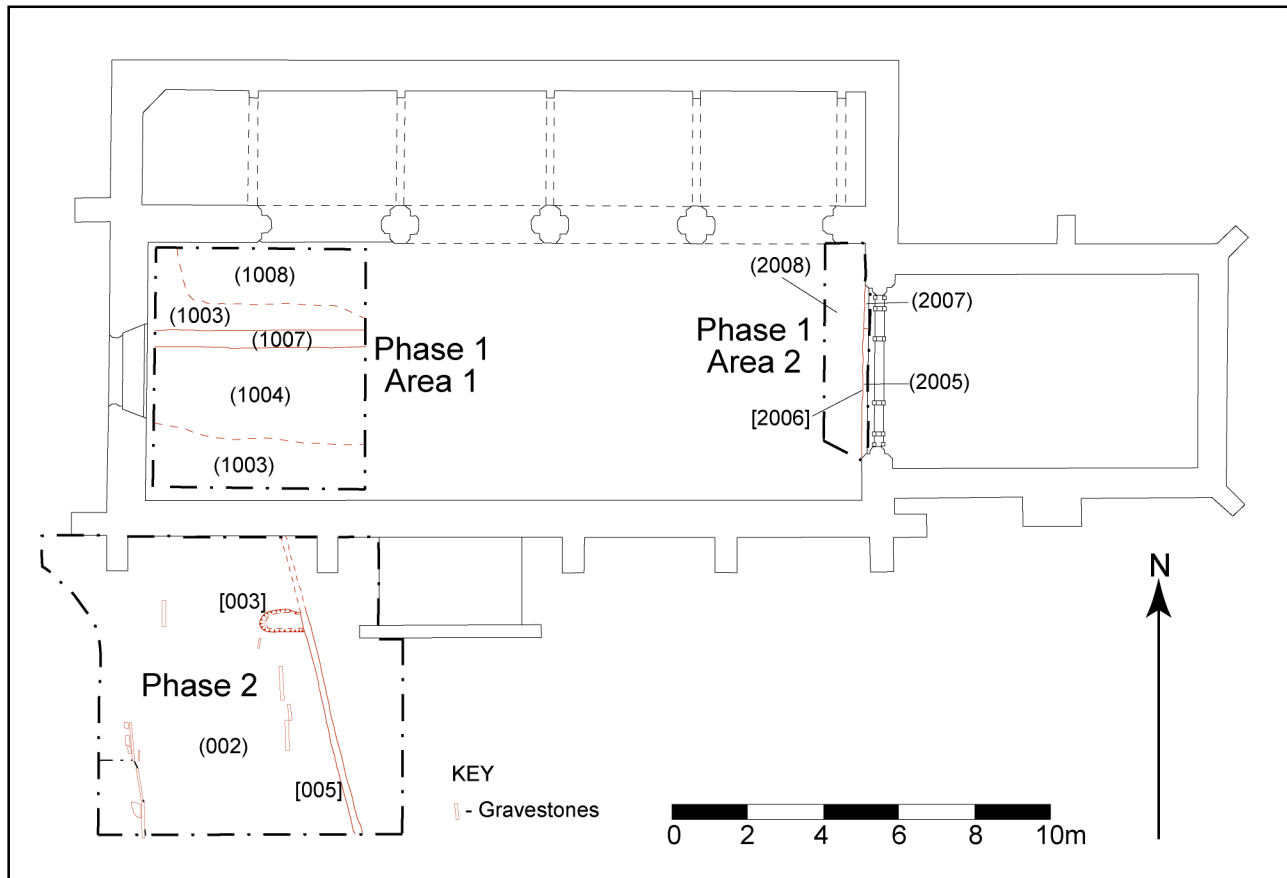 (1008)
(1003)
(1007)
Phase 1
Area 1
(1004)
(1003)
(2008)
(2007)
Phase 1
Area 2
(2005)
[2006]
[003]
Phase 2
(002)
[005]
KEY
- Gravestones
N
0 2 4 6 8 10m